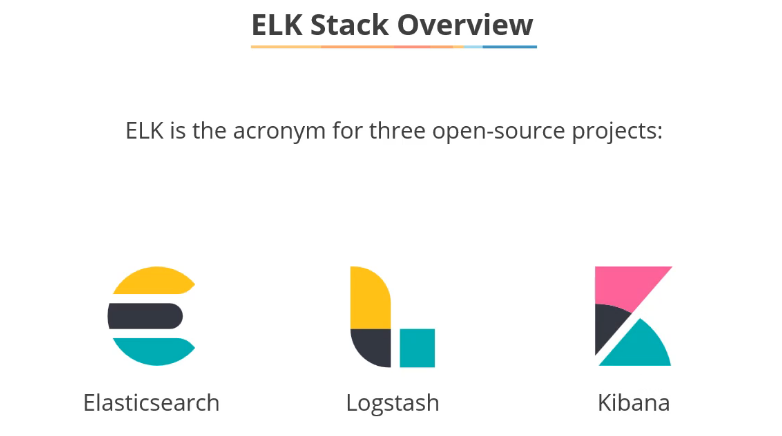 ELK Stack Overview
ELK is the acronym for three open-source projects:
Elasticsearch
Logstash
Kibana